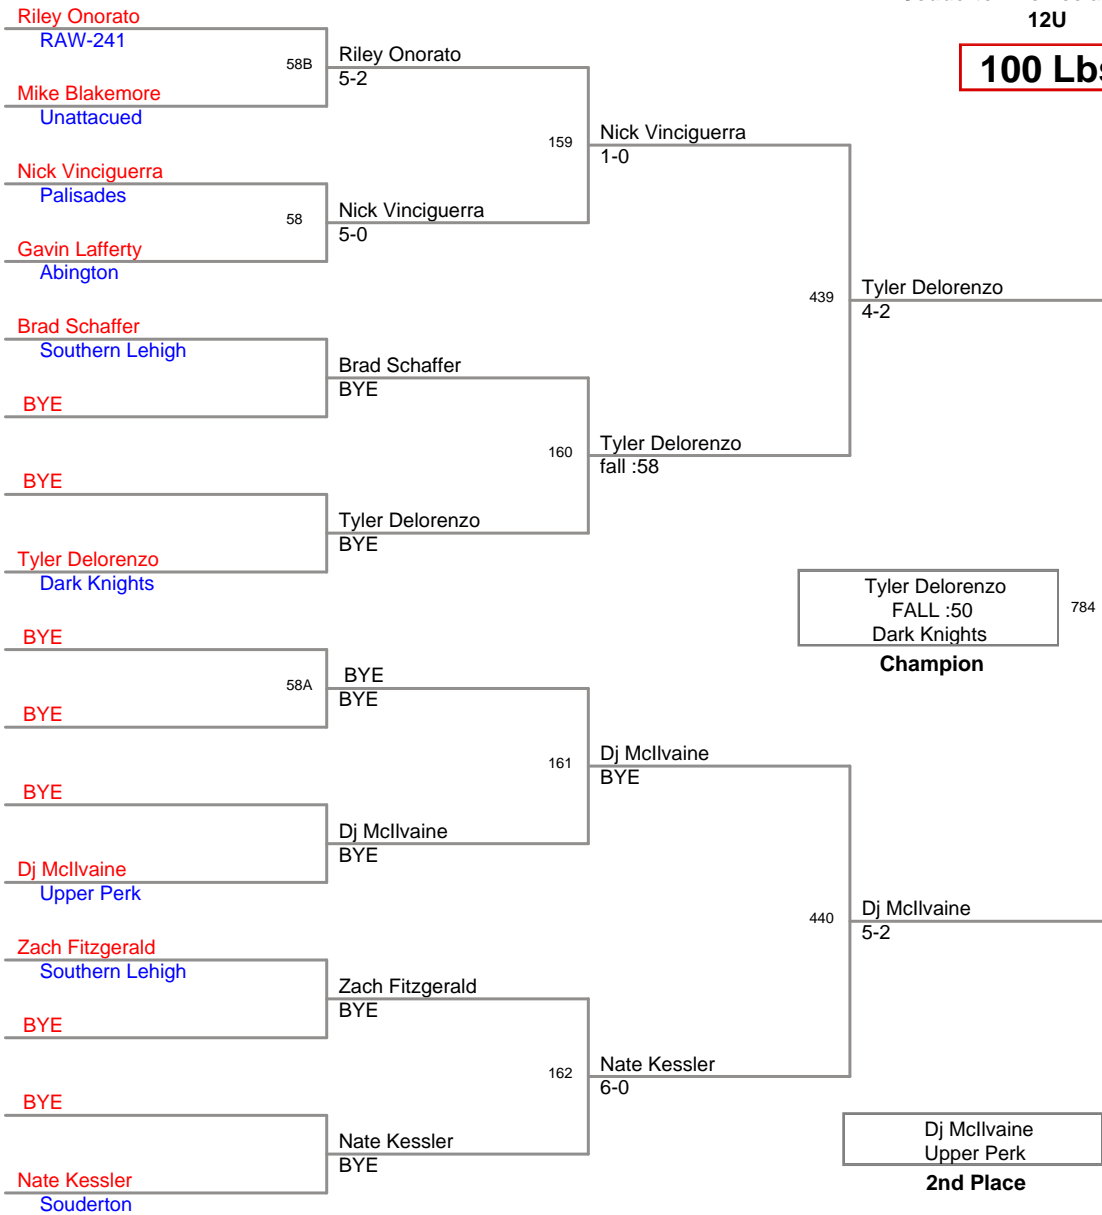 12U
100 Lbs
Riley Onorato
RAW-241
58B
Riley Onorato
5-2
Mike Blakemore
Unattacued
159
Nick Vinciguerra
1-0
Nick Vinciguerra
Palisades
58
Nick Vinciguerra
5-0
Gavin Lafferty
Abington
439
Tyler Delorenzo
4-2
Brad Schaffer
Southern Lehigh
Brad Schaffer
BYE
BYE
160
Tyler Delorenzo
fall :58
BYE
Tyler Delorenzo
BYE
Tyler Delorenzo
Dark Knights
Tyler Delorenzo
FALL :50
Dark Knights
784
Champion
BYE
58A
BYE
BYE
BYE
161
Dj McIlvaine
BYE
BYE
Dj McIlvaine
BYE
Dj McIlvaine
Upper Perk
440
Dj McIlvaine
5-2
Zach Fitzgerald
Southern Lehigh
Zach Fitzgerald
BYE
BYE
162
Nate Kessler
6-0
BYE
Nate Kessler
BYE
Nate Kessler
Souderton
Dj McIlvaine
Upper Perk
2nd Place